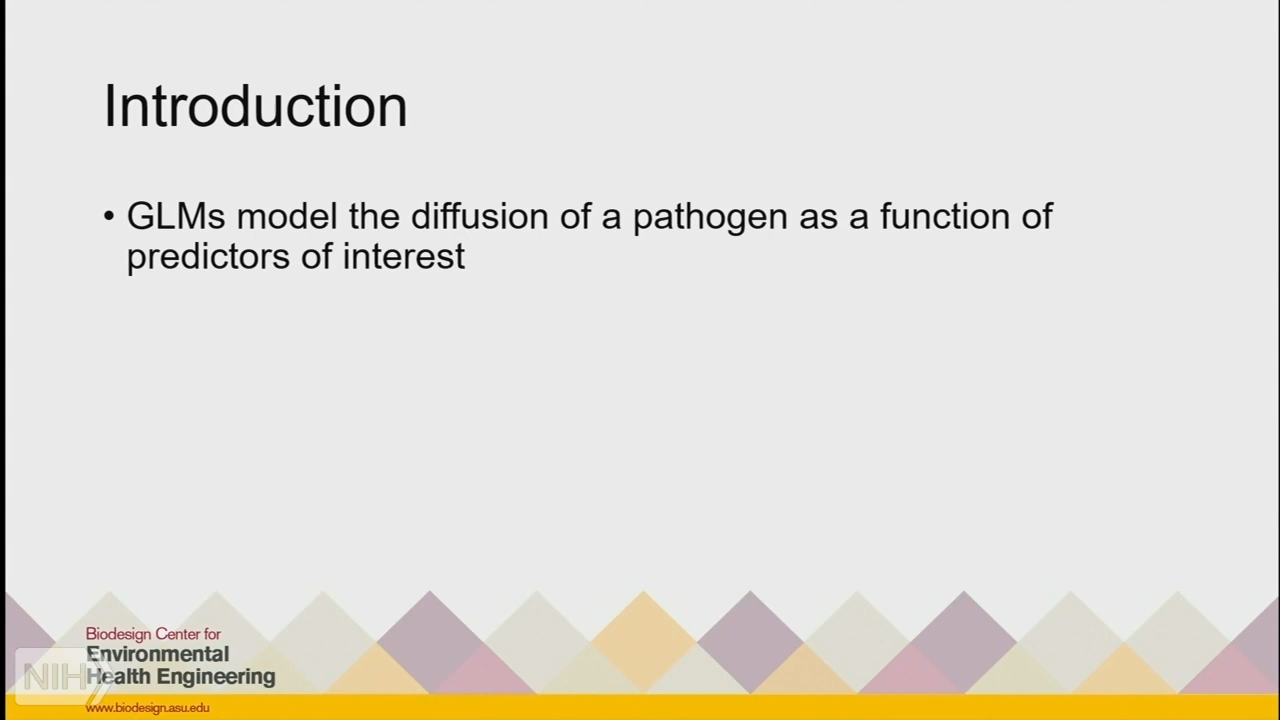 Introduction
• GLMs model the diffusion of a pathogen as a function of
predictors of interest
Biodesign Center for
Environmental
Health Engineering
NIH
www.biodesign.asu.edu